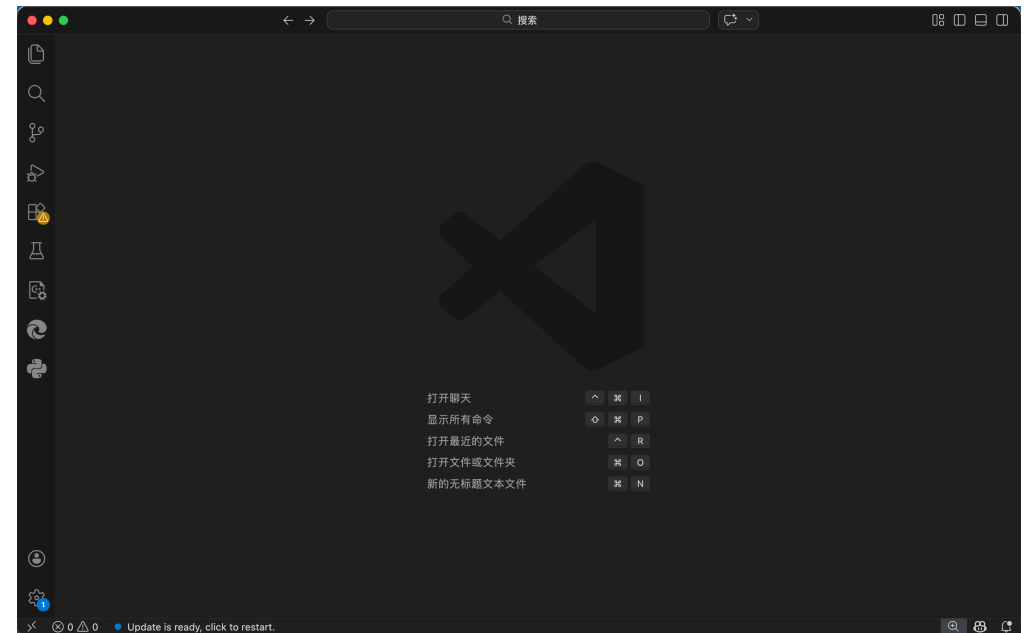 搜索
打开聊天 ^ ⌘ I
显示所有命令 ⇧ ⌘ P
打开最近的文件 ^ R
打开文件或文件夹 ⌘ O
新的无标题文本文件 ⌘ N
1
0 0 Update is ready, click to restart.